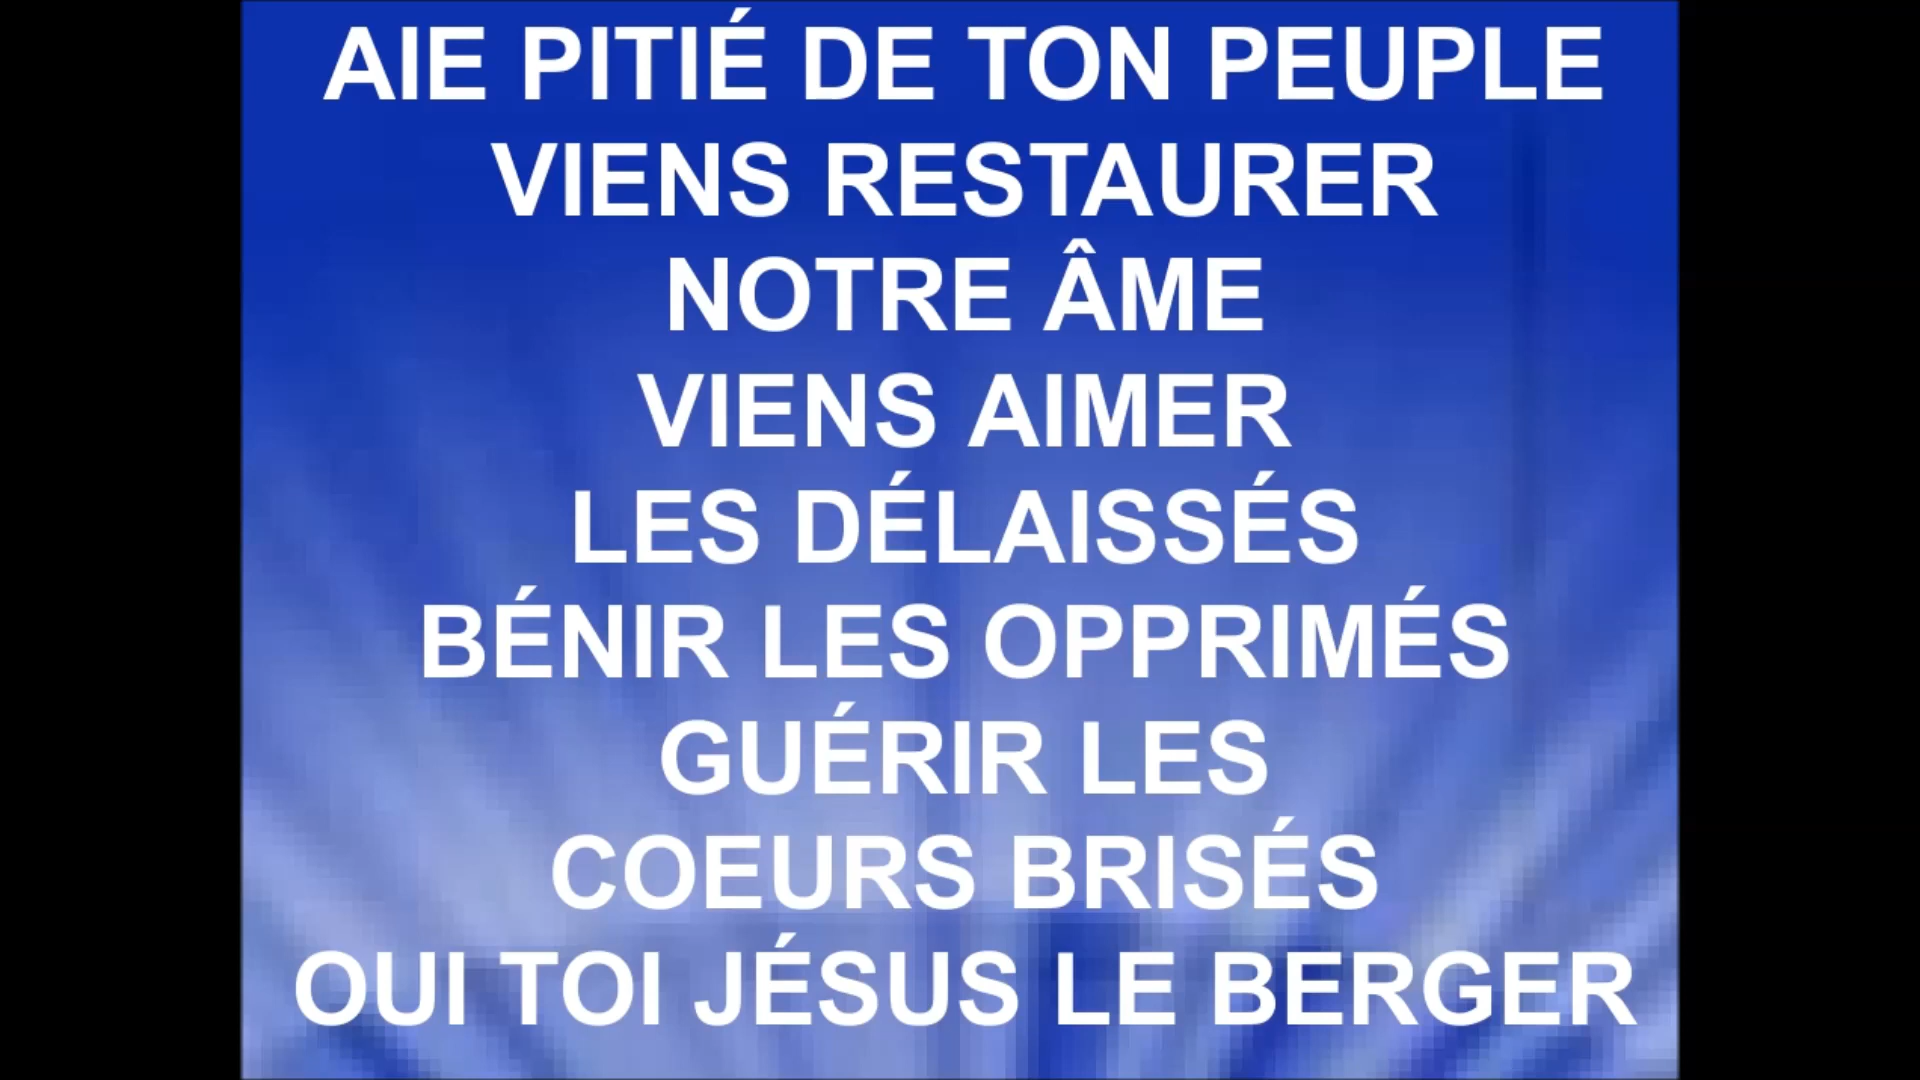 AIE PITIÉ DE TON PEUPLE
VIENS RESTAURER
NOTRE ÂME
VIENS AIMER
LES DÉLAISSÉS
BÉNIR LES OPPRIMÉS
GUÉRIR LES
COEURS BRISÉS
OUI TOI JÉSUS LE BERGER